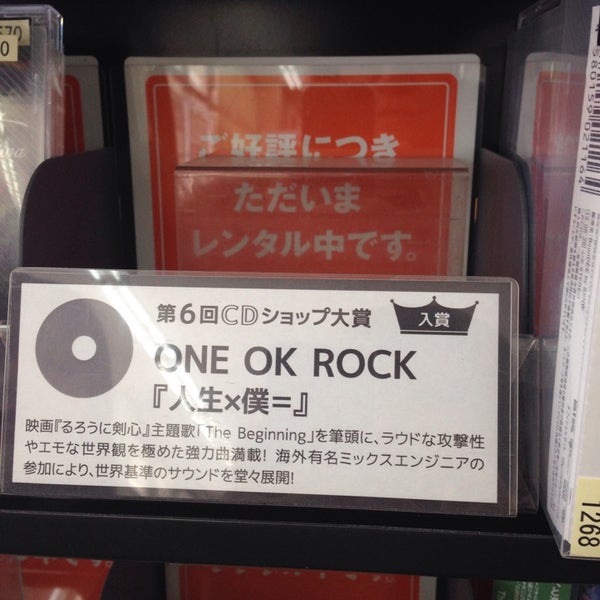 ご好評につき
ただいま
レンタル中です。
第6回CDショップ大賞
入賞
ONE OK ROCK
『人生×僕＝』
映画『るろうに剣心』主題歌「The Beginning」を筆頭に、ラウドな攻撃性
やエモな世界観を極めた強力曲満載！海外有名ミックスエンジニアの
参加により、世界基準のサウンドを堂々展開！
1268